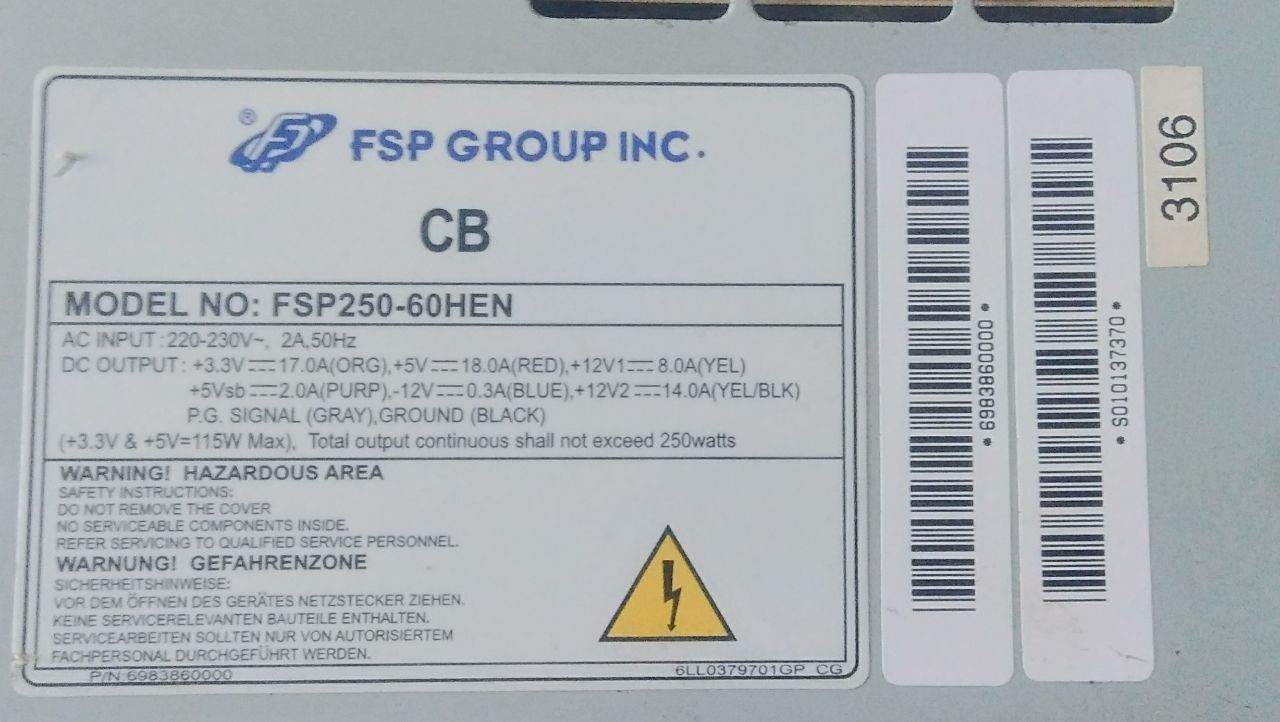 ® FSP GROUP INC.
CB
MODEL NO: FSP250-60HEN
AC INPUT : 220-230V~, 2A,50Hz
DC OUTPUT : +3.3V⎓17.0A(ORG),+5V⎓18.0A(RED),+12V1⎓8.0A(YEL)
+5Vsb⎓2.0A(PURP),-12V⎓0.3A(BLUE),+12V2⎓14.0A(YEL/BLK)
P.G. SIGNAL (GRAY),GROUND (BLACK)
(+3.3V & +5V=115W Max), Total output continuous shall not exceed 250watts
WARNING! HAZARDOUS AREA
SAFETY INSTRUCTIONS:
DO NOT REMOVE THE COVER
NO SERVICEABLE COMPONENTS INSIDE.
REFER SERVICING TO QUALIFIED SERVICE PERSONNEL.
WARNUNG! GEFAHRENZONE
SICHERHEITSHINWEISE:
VOR DEM ÖFFNEN DES GERÄTES NETZSTECKER ZIEHEN.
KEINE SERVICERELEVANTEN BAUTEILE ENTHALTEN.
SERVICEARBEITEN SOLLTEN NUR VON AUTORISIERTEM
FACHPERSONAL DURCHGEFÜHRT WERDEN.
P/N:6983860000
6LL0379701GP CG
* 6983860000 *
* S010137370 *
3106